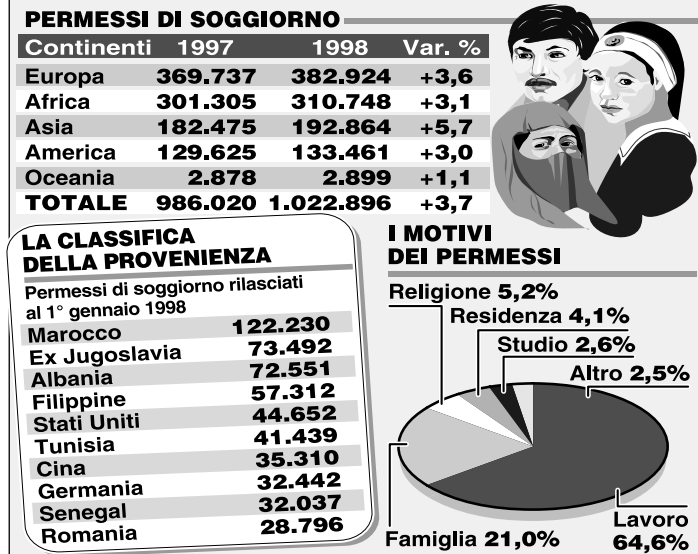 PERMESSI DI SOGGIORNO
Continenti 1997 1998 Var. %
Europa 369.737 382.924 +3,6
Africa 301.305 310.748 +3,1
Asia 182.475 192.864 +5,7
America 129.625 133.461 +3,0
Oceania 2.878 2.899 +1,1
TOTALE 986.020 1.022.896 +3,7
LA CLASSIFICA
DELLA PROVENIENZA
Permessi di soggiorno rilasciati
al 1° gennaio 1998
Marocco 122.230
Ex Jugoslavia 73.492
Albania 72.551
Filippine 57.312
Stati Uniti 44.652
Tunisia 41.439
Cina 35.310
Germania 32.442
Senegal 32.037
Romania 28.796
I MOTIVI
DEI PERMESSI
Religione 5,2%
Residenza 4,1%
Studio 2,6%
Altro 2,5%
Famiglia 21,0%
Lavoro
64,6%